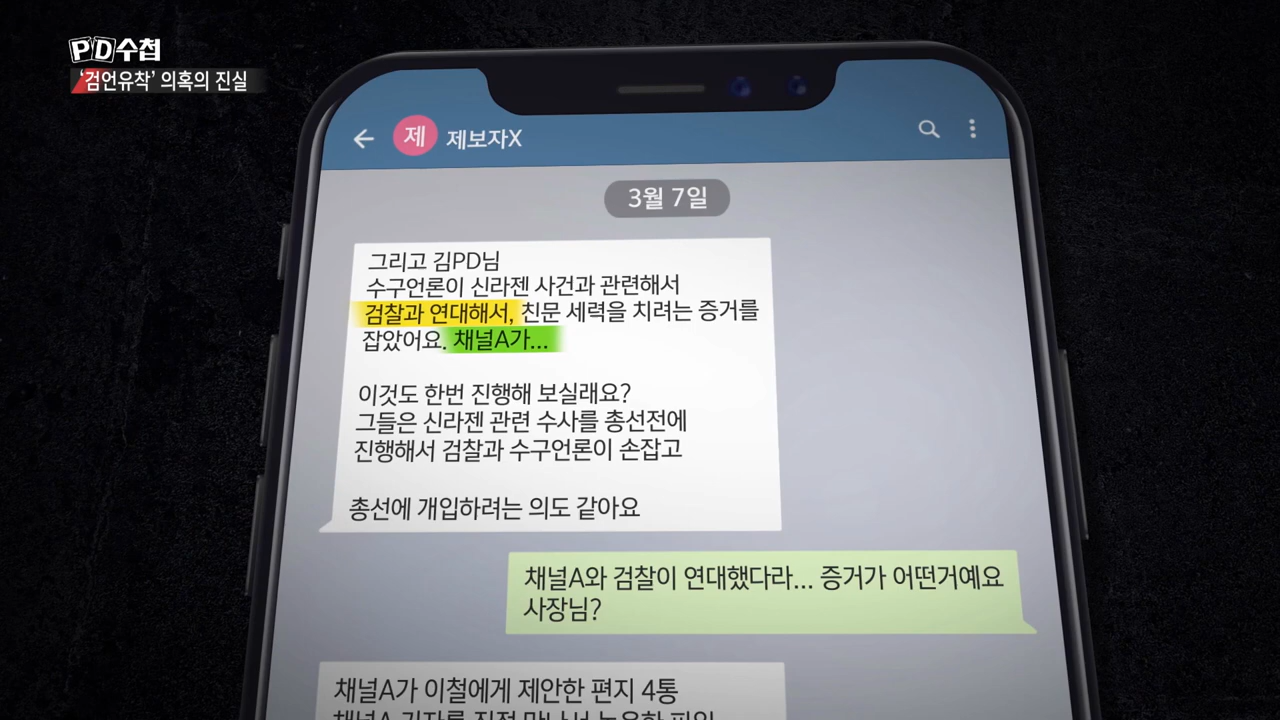 PD수첩
'검언유착' 의혹의 진실
제 제보자X
3월 7일
그리고 김PD님
수구언론이 신라젠 사건과 관련해서
검찰과 연대해서, 친문 세력을 치려는 증거를
잡았어요. 채널A가...
이것도 한번 진행해 보실래요?
그들은 신라젠 관련 수사를 총선전에
진행해서 검찰과 수구언론이 손잡고
총선에 개입하려는 의도 같아요
채널A와 검찰이 연대했다라... 증거가 어떤거예요
사장님?
채널A가 이철에게 제안한 편지 4통